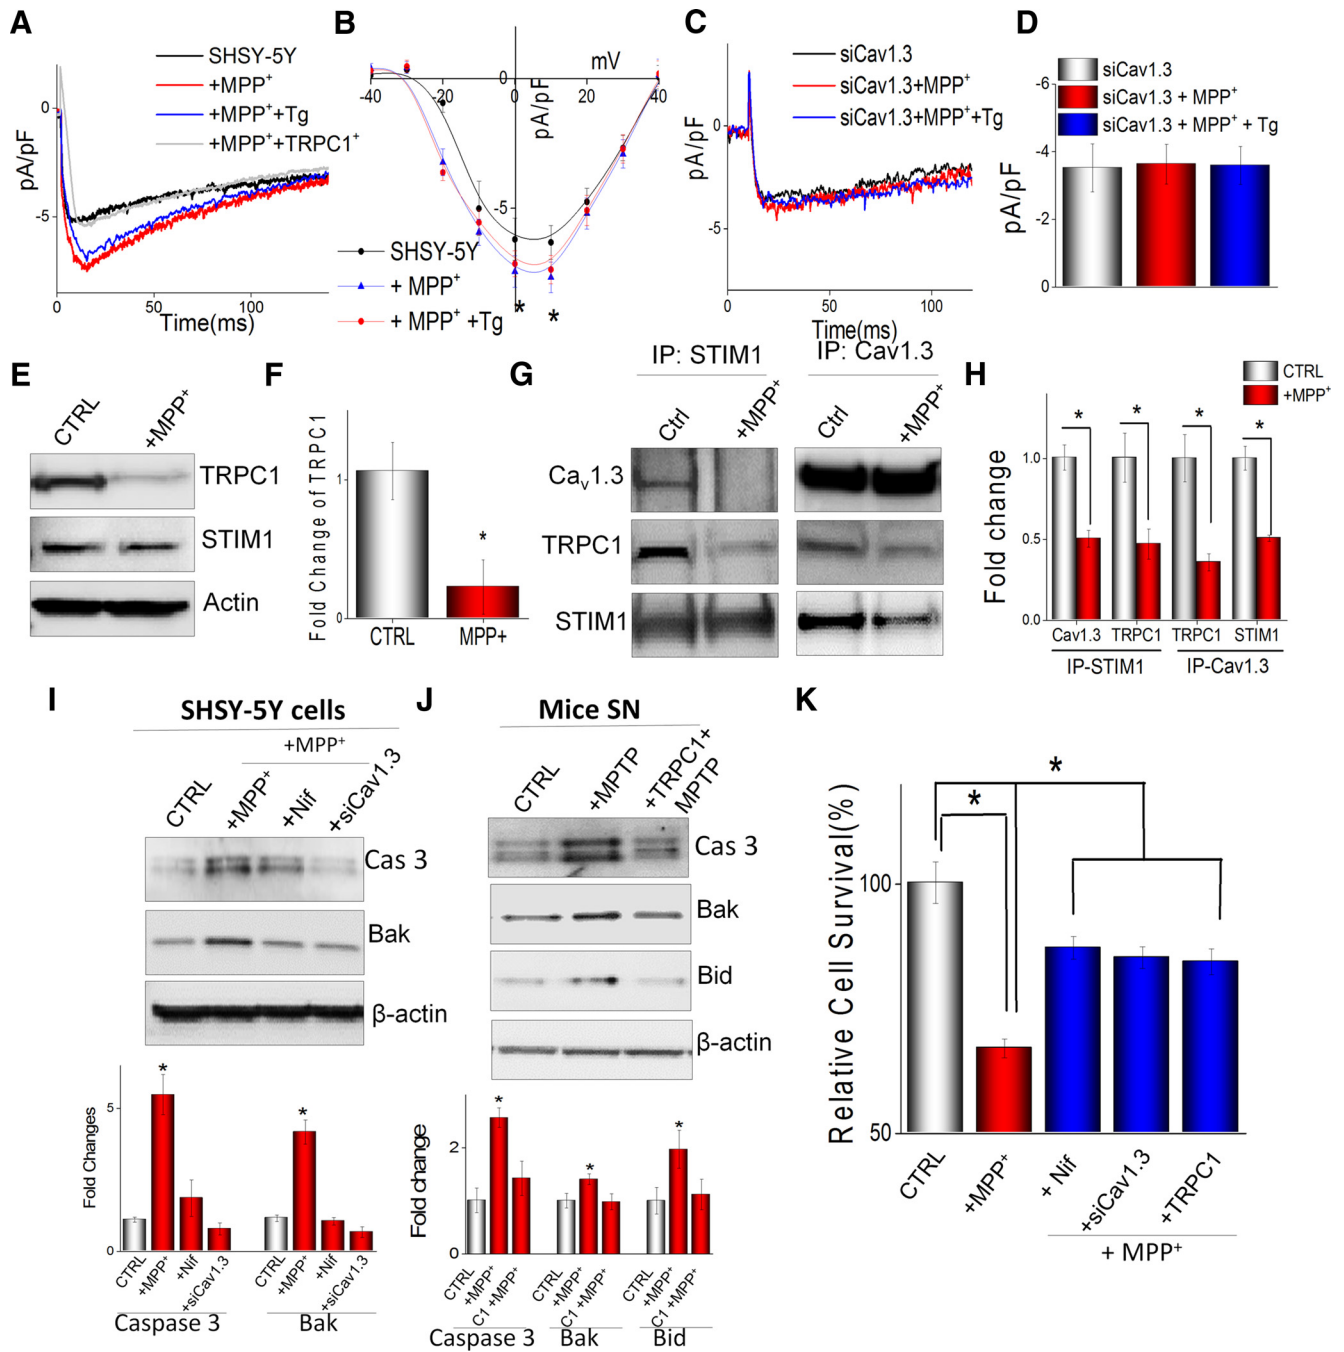 A
SHSY-5Y
+MPP+
+MPP++Tg
+MPP++TRPC1+
pA/pF
0
-5
0
50
100
Time(ms)
B
mV
-40
-20
0
20
40
pA/pF
-5
SHSY-5Y
+ MPP+
+ MPP+ +Tg
* *
C
siCav1.3
siCav1.3+MPP+
siCav1.3+MPP++Tg
pA/pF
0
-5
0
50
100
Time(ms)
D
siCav1.3
siCav1.3 + MPP+
siCav1.3 + MPP+ + Tg
pA/pF
-6
-4
-2
0
E
CTRL
+MPP+
TRPC1
STIM1
Actin
F
Fold Change of TRPC1
1
0
*
CTRL
MPP+
G
IP: STIM1
IP: Cav1.3
Ctrl
+MPP+
Ctrl
+MPP+
Cav1.3
TRPC1
STIM1
H
CTRL
+MPP+
Fold change
1.0
0.5
0.0
* * * *
Cav1.3
TRPC1
TRPC1
STIM1
IP-STIM1
IP-Cav1.3
I
SHSY-5Y cells
+MPP+
CTRL
+MPP+
+Nif
+siCav1.3
Cas 3
Bak
β-actin
Fold Changes
5
0
* *
CTRL
+MPP+
+Nif
+siCav1.3
CTRL
+MPP+
+Nif
+siCav1.3
Caspase 3
Bak
J
Mice SN
CTRL
+MPTP
+TRPC1+
MPTP
Cas 3
Bak
Bid
β-actin
Fold change
2
0
* * *
CTRL
+MPP+
C1 +MPP+
CTRL
+MPP+
C1 +MPP+
CTRL
+MPP+
C1 +MPP+
Caspase 3
Bak
Bid
K
Relative Cell Survival(%)
100
50
* *
CTRL
+MPP+
+ Nif
+siCav1.3
+TRPC1
+ MPP+